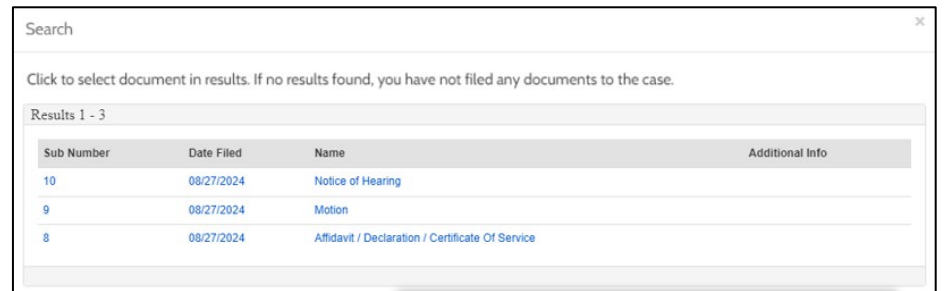 Search ×
Click to select document in results. If no results found, you have not filed any documents to the case.
Results 1 - 3
Sub Number Date Filed Name Additional Info
10 08/27/2024 Notice of Hearing
9 08/27/2024 Motion
8 08/27/2024 Affidavit / Declaration / Certificate Of Service